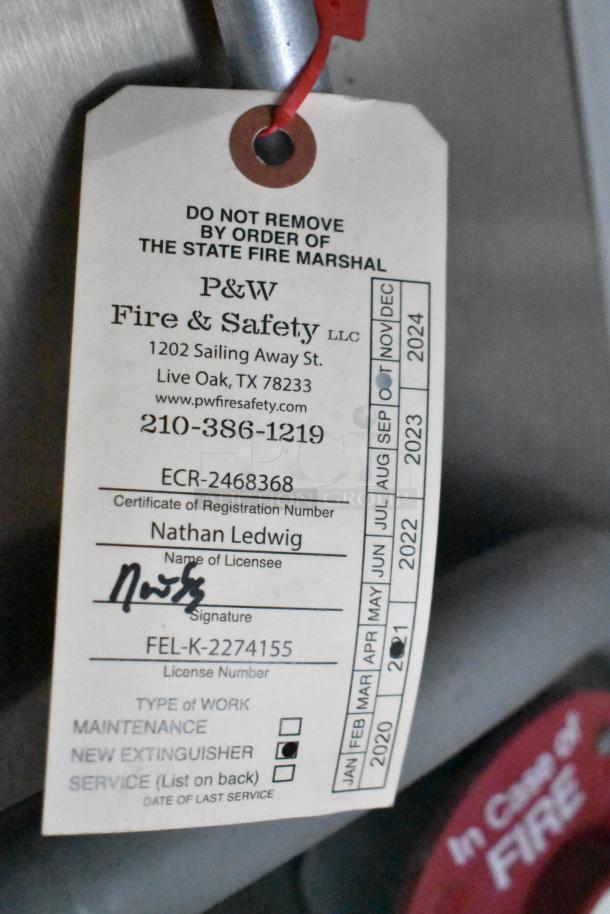 DO NOT REMOVE
BY ORDER OF
THE STATE FIRE MARSHAL
P&W
Fire & Safety LLC
1202 Sailing Away St.
Live Oak, TX 78233
www.pwfiresafety.com
210-386-1219
ECR-2468368
Certificate of Registration Number
Nathan Ledwig
Name of Licensee
Signature
FEL-K-2274155
License Number
TYPE of WORK
MAINTENANCE
NEW EXTINGUISHER
SERVICE (List on back)
DATE OF LAST SERVICE
JAN FEB MAR APR MAY JUN JUL AUG SEP OCT NOV DEC
2020 2021 2022 2023 2024
In Case of
FIRE